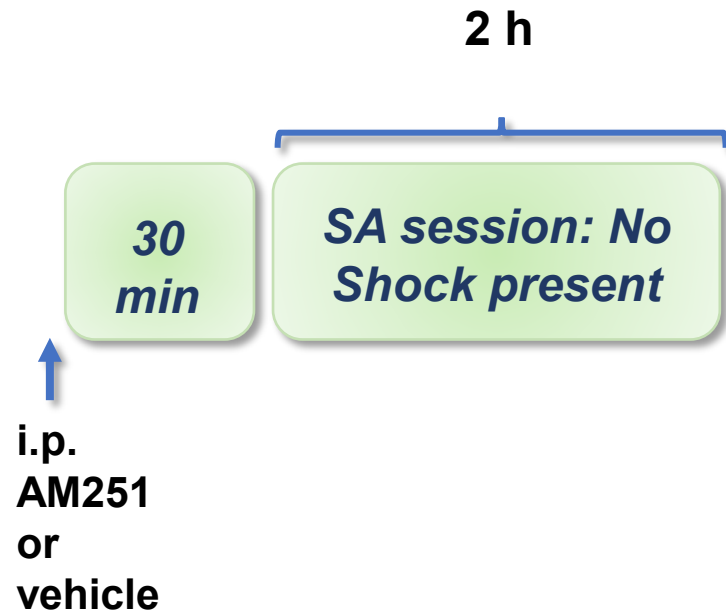 2 h
30
min
SA session: No
Shock present
i.p.
AM251
or
vehicle